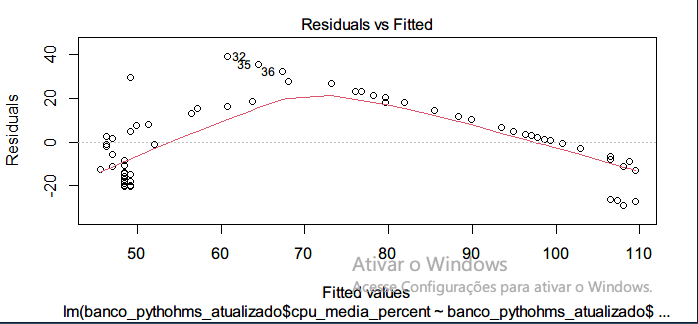 Residuals vs Fitted
Residuals
40
20
0
-20
32
35
36
50
60
70
80
90
100
110
Ativar o Windows
Fitted values
Acesse Configurações para ativar o Windows.
lm(banco_pythohms_atualizado$cpu_media_percent ~ banco_pythohms_atualizado$ ...